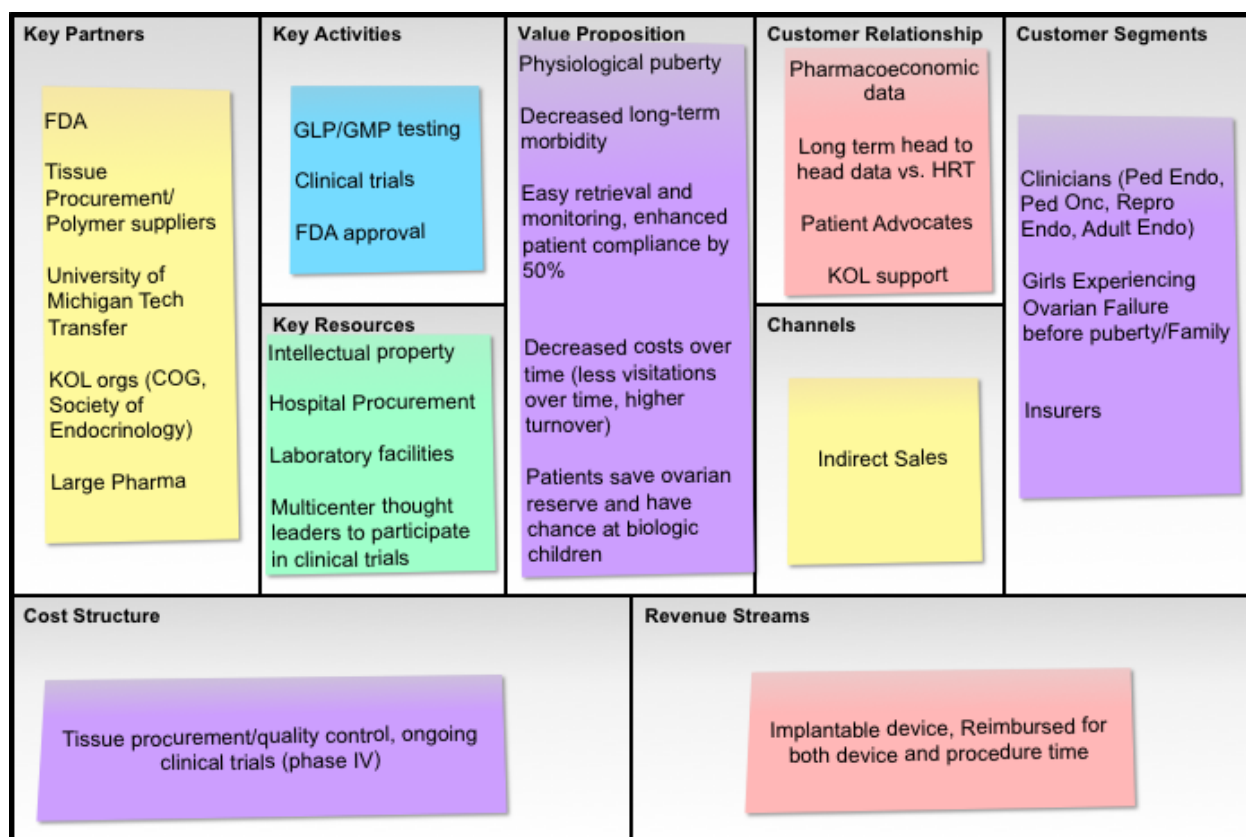 Key Partners
FDA
Tissue
Procurement/
Polymer suppliers
University of
Michigan Tech
Transfer
KOL orgs (COG,
Society of
Endocrinology)
Large Pharma
Key Activities
GLP/GMP testing
Clinical trials
FDA approval
Key Resources
Intellectual property
Hospital Procurement
Laboratory facilities
Multicenter thought
leaders to participate
in clinical trials
Value Proposition
Physiological puberty
Decreased long-term
morbidity
Easy retrieval and
monitoring, enhanced
patient compliance by
50%
Decreased costs over
time (less visitations
over time, higher
turnover)
Patients save ovarian
reserve and have
chance at biologic
children
Customer Relationship
Pharmacoeconomic
data
Long term head to
head data vs. HRT
Patient Advocates
KOL support
Channels
Indirect Sales
Customer Segments
Clinicians (Ped Endo,
Ped Onc, Repro
Endo, Adult Endo)
Girls Experiencing
Ovarian Failure
before puberty/Family
Insurers
Cost Structure
Tissue procurement/quality control, ongoing
clinical trials (phase IV)
Revenue Streams
Implantable device, Reimbursed for
both device and procedure time